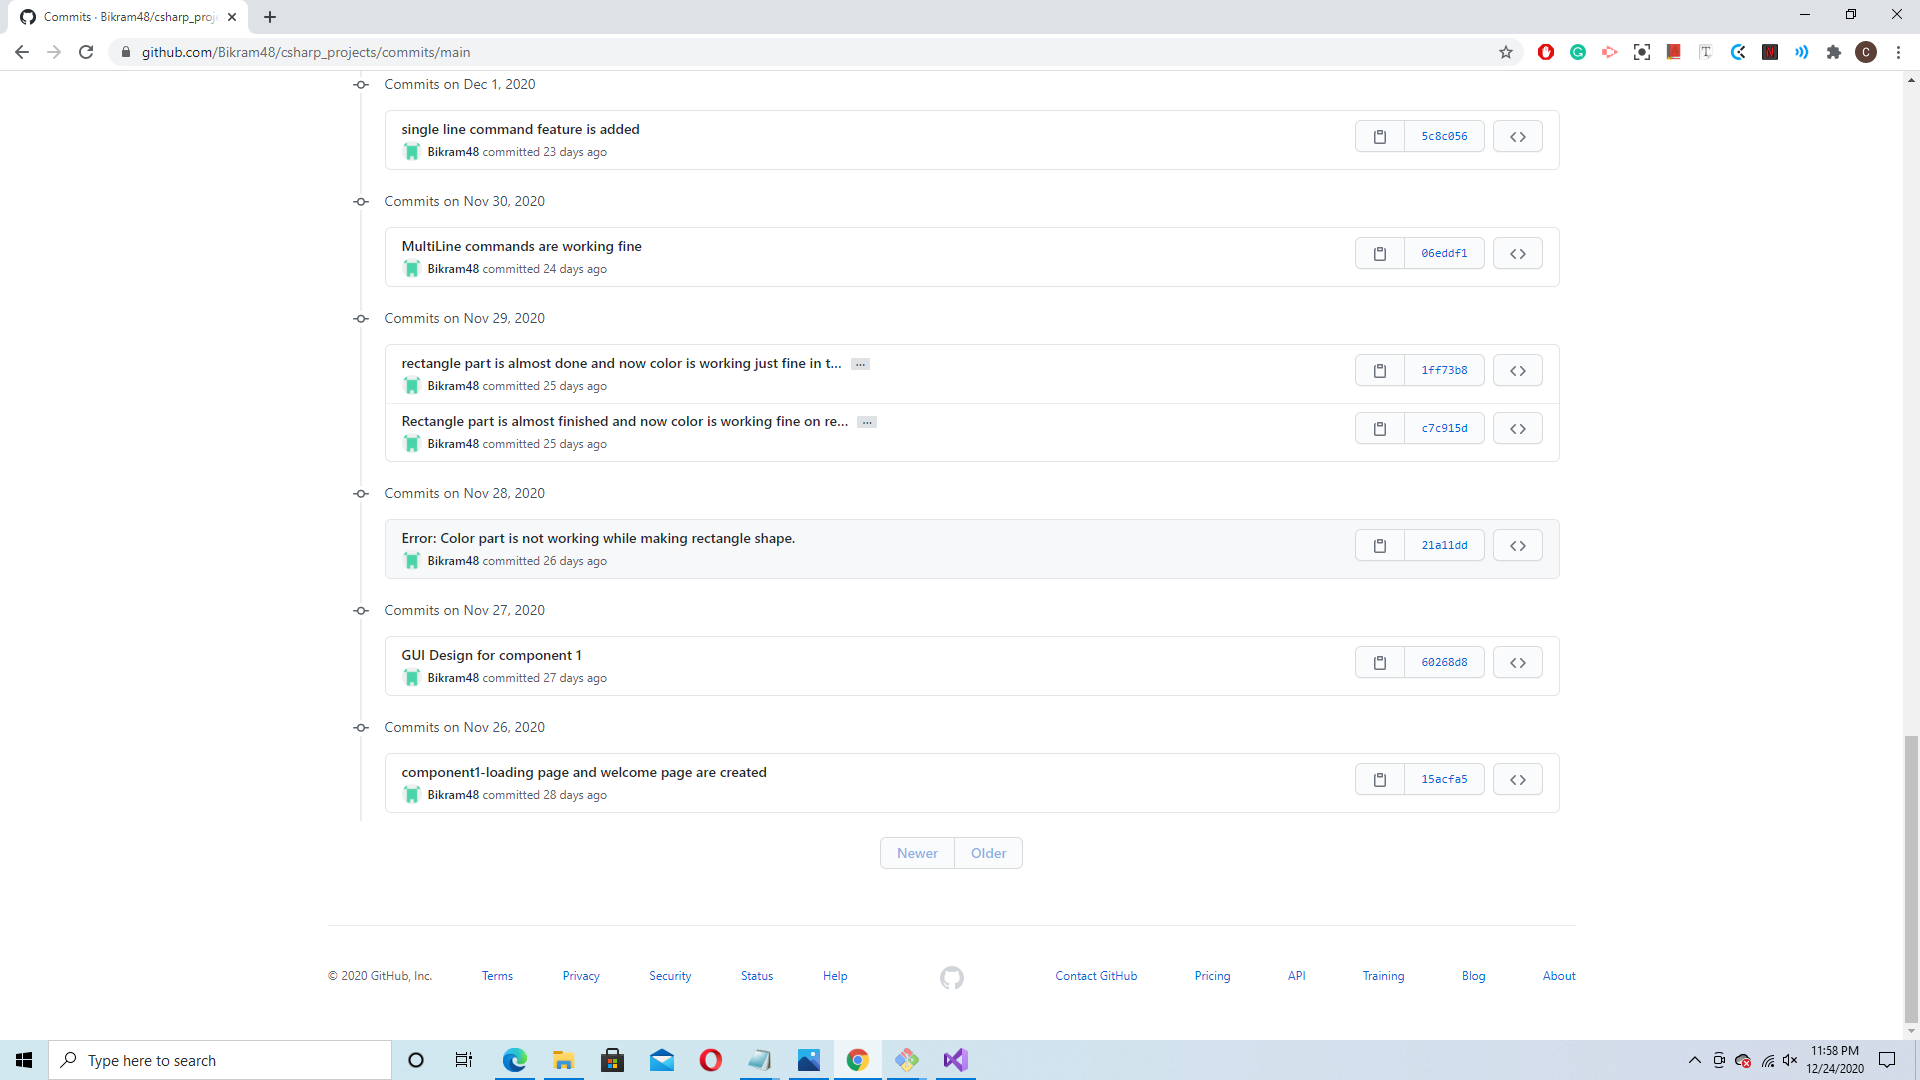 Commits · Bikram48/csharp_proje
github.com/Bikram48/csharp_projects/commits/main
C
Commits on Dec 1, 2020
single line command feature is added
Bikram48 committed 23 days ago
5c8c056
Commits on Nov 30, 2020
MultiLine commands are working fine
Bikram48 committed 24 days ago
06eddf1
Commits on Nov 29, 2020
rectangle part is almost done and now color is working just fine in t... …
Bikram48 committed 25 days ago
1ff73b8
Rectangle part is almost finished and now color is working fine on re... …
Bikram48 committed 25 days ago
c7c915d
Commits on Nov 28, 2020
Error: Color part is not working while making rectangle shape.
Bikram48 committed 26 days ago
21a11dd
Commits on Nov 27, 2020
GUI Design for component 1
Bikram48 committed 27 days ago
60268d8
Commits on Nov 26, 2020
component1-loading page and welcome page are created
Bikram48 committed 28 days ago
15acfa5
Newer Older
© 2020 GitHub, Inc. Terms Privacy Security Status Help Contact GitHub Pricing API Training Blog About
Type here to search
11:58 PM
12/24/2020